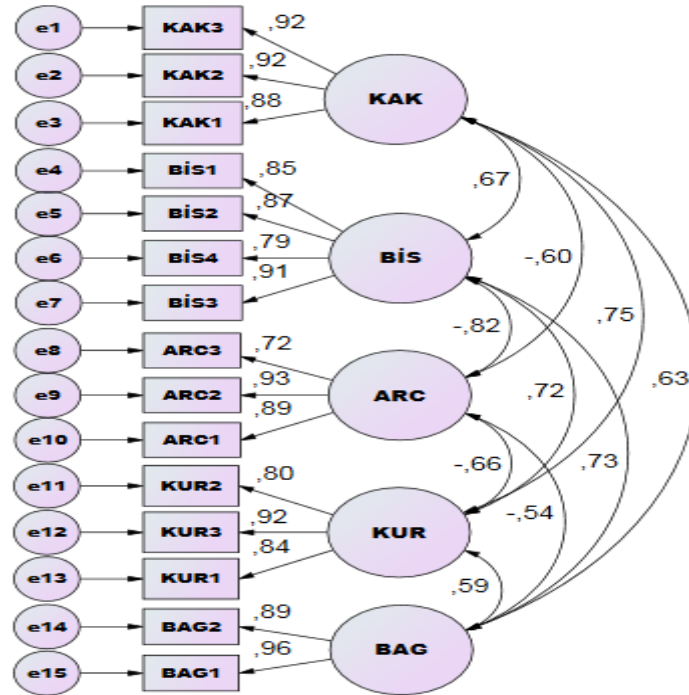 e1 KAK3 ,92
e2 KAK2 ,92
KAK
e3 KAK1 ,88
e4 BİS1 ,85
,67
e5 BİS2 ,87
e6 BİS4 ,79
BİS
-,60
e7 BİS3 ,91
,75
-,82
e8 ARC3 ,72
,63
e9 ARC2 ,93
ARC
,72
e10 ARC1 ,89
-,66
,73
e11 KUR2 ,80
-,54
e12 KUR3 ,92
KUR
e13 KUR1 ,84
,59
e14 BAG2 ,89
BAG
e15 BAG1 ,96